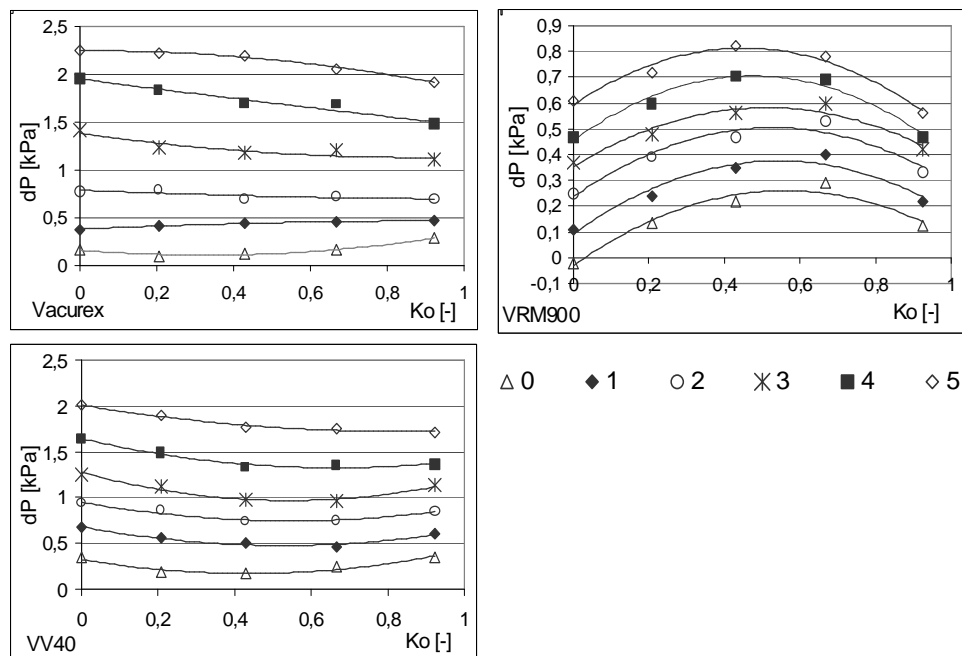 2,5
2
1,5
1
0,5
0
dP [kPa]
0 0,2 0,4 0,6 0,8 1
Vacurex Ko [-]
0,9
0,8
0,7
0,6
0,5
0,4
0,3
0,2
0,1
0
-0,1
dP [kPa]
0 0,2 0,4 0,6 0,8 1
VRM900 Ko [-]
2,5
2
1,5
1
0,5
0
dP [kPa]
0 0,2 0,4 0,6 0,8 1
VV40 Ko [-]
0 1 2 3 4 5